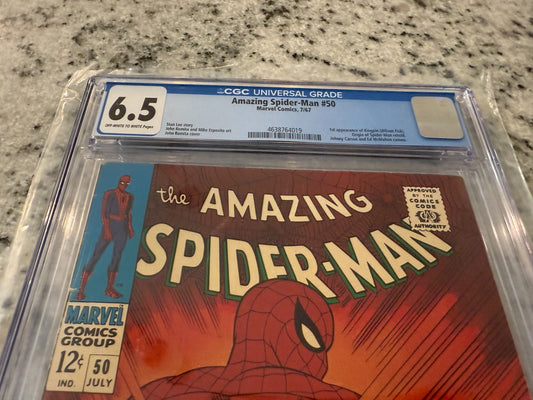 CGC UNIVERSAL GRADE
6.5
OFF-WHITE TO WHITE Pages
Amazing Spider-Man #50
Marvel Comics, 7/67
Stan Lee story
John Romita and Mike Esposito art
John Romita cover
4638764019
1st appearance of Kingpin (Wilson Fisk).
Origin of Spider-Man retold.
Johnny Carson and Ed McMahon cameo.
the AMAZING
SPIDER-MAN
APPROVED
BY THE
COMICS
CODE
AUTHORITY
MARVEL
COMICS
GROUP
12¢
IND.
50
JULY